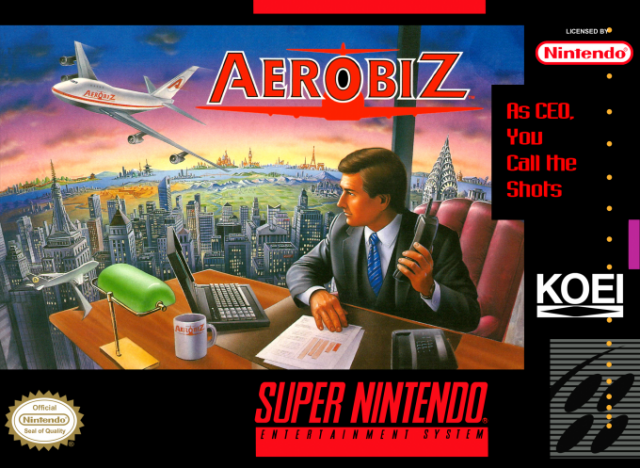 LICENSED BY
Nintendo
AEROBIZ
A
AEROBIZ
As CEO,
You
Call the
Shots
KOEI
AEROBIZ
Official
Nintendo
Seal of Quality
SUPER NINTENDO
ENTERTAINMENT SYSTEM